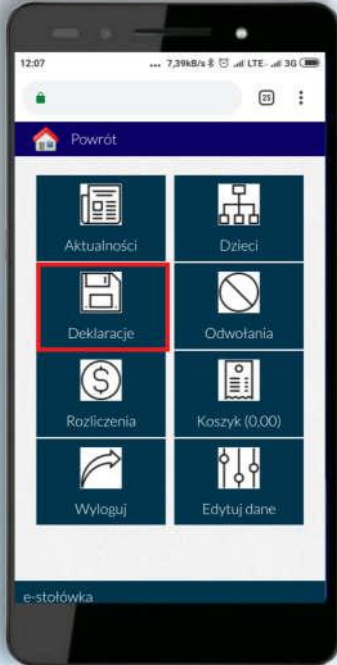 12:07 ... 7,39kB/s LTE 3G
25
Powrót
Aktualności Dzieci
Deklaracje Odwołania
Rozliczenia Koszyk (0,00)
Wyloguj Edytuj dane
e-stołówka